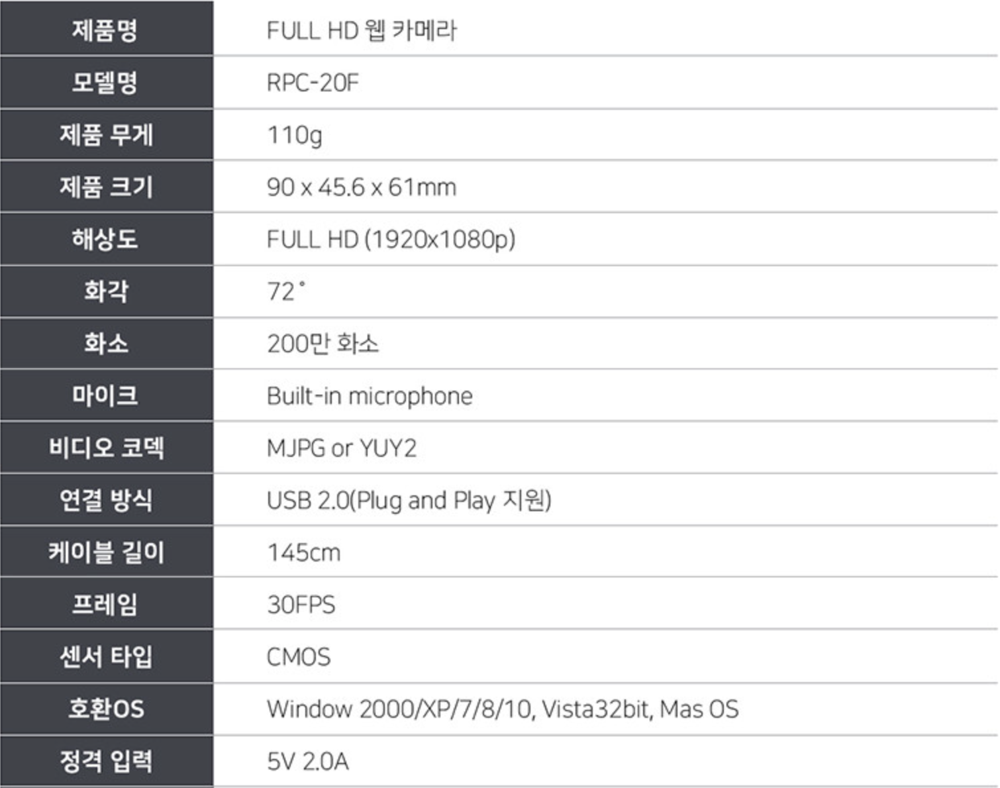 제품명 FULL HD 웹 카메라
모델명 RPC-20F
제품 무게 110g
제품 크기 90 x 45.6 x 61mm
해상도 FULL HD (1920x1080p)
화각 72˚
화소 200만 화소
마이크 Built-in microphone
비디오 코덱 MJPG or YUY2
연결 방식 USB 2.0(Plug and Play 지원)
케이블 길이 145cm
프레임 30FPS
센서 타입 CMOS
호환OS Window 2000/XP/7/8/10, Vista32bit, Mas OS
정격 입력 5V 2.0A